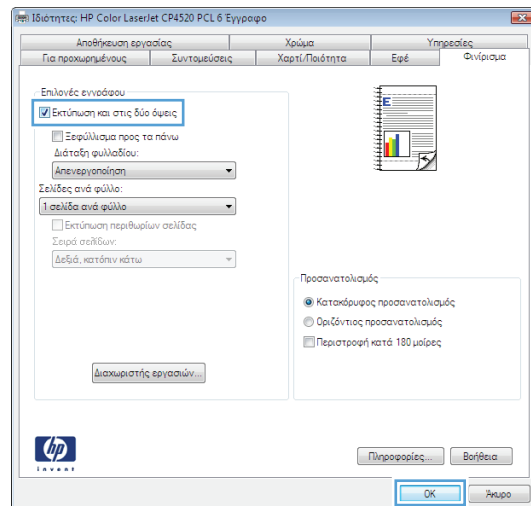 Ιδιότητες: HP Color LaserJet CP4520 PCL 6 Έγγραφο
Αποθήκευση εργασίας Χρώμα Υπηρεσίες
Για προχωρημένους Συντομεύσεις Χαρτί/Ποιότητα Εφέ Φινίρισμα
Επιλογές εγγράφου
Εκτύπωση και στις δύο όψεις
Ξεφύλλισμα προς τα πάνω
Διάταξη φυλλαδίου:
Απενεργοποίηση
Σελίδες ανά φύλλο:
1 σελίδα ανά φύλλο
Εκτύπωση περιθωρίων σελίδας
Σειρά σελίδων:
Δεξιά, κατόπιν κάτω
Διαχωριστής εργασιών...
E
Προσανατολισμός
Κατακόρυφος προσανατολισμός
Οριζόντιος προσανατολισμός
Περιστροφή κατά 180 μοίρες
hp
invent
Πληροφορίες... Βοήθεια
OK Άκυρο